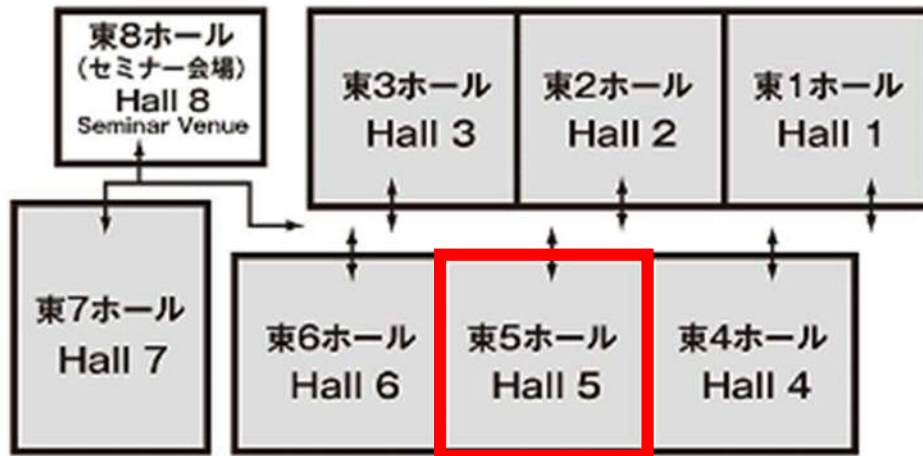 東8ホール
(セミナー会場)
Hall 8
Seminar Venue
東3ホール
Hall 3
東2ホール
Hall 2
東1ホール
Hall 1
東7ホール
Hall 7
東6ホール
Hall 6
東5ホール
Hall 5
東4ホール
Hall 4